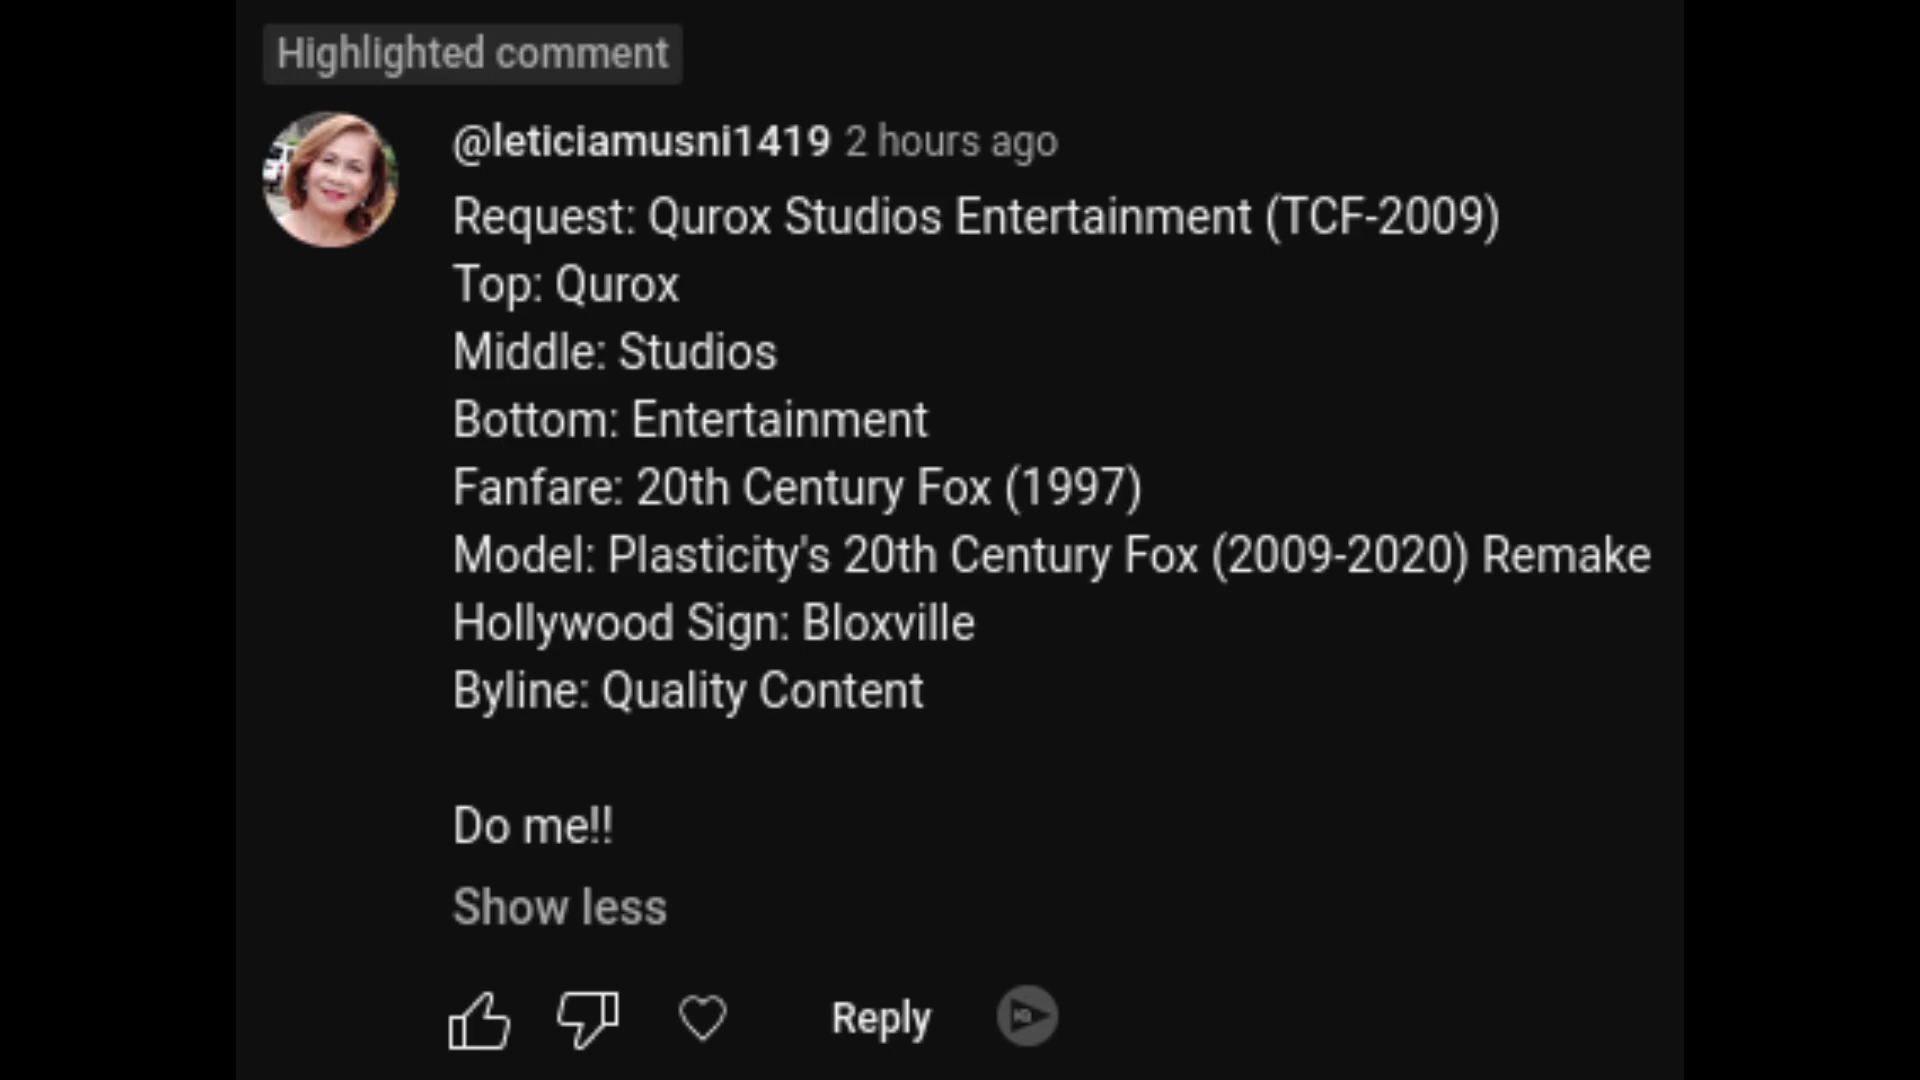 Highlighted comment
@leticiamusni1419 2 hours ago
Request: Qurox Studios Entertainment (TCF-2009)
Top: Qurox
Middle: Studios
Bottom: Entertainment
Fanfare: 20th Century Fox (1997)
Model: Plasticity's 20th Century Fox (2009-2020) Remake
Hollywood Sign: Bloxville
Byline: Quality Content
Do me!!
Show less
Reply